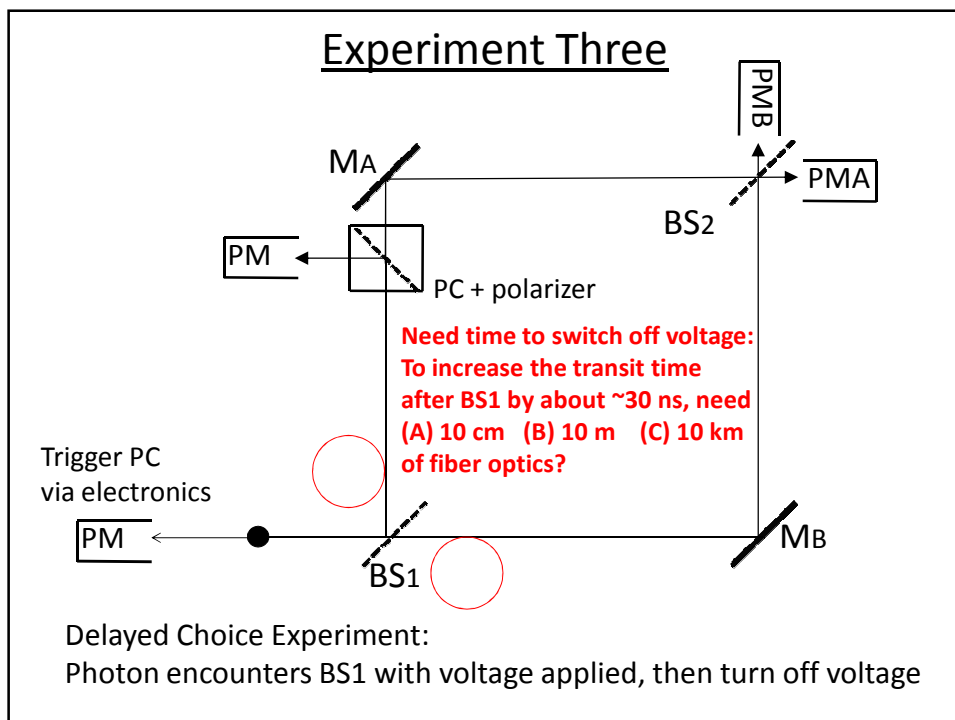 Experiment Three
PMB
MA
PMA
BS2
PM
PC + polarizer
Need time to switch off voltage:
To increase the transit time
after BS1 by about ~30 ns, need
(A) 10 cm (B) 10 m (C) 10 km
of fiber optics?
Trigger PC
via electronics
PM
BS1
MB
Delayed Choice Experiment:
Photon encounters BS1 with voltage applied, then turn off voltage